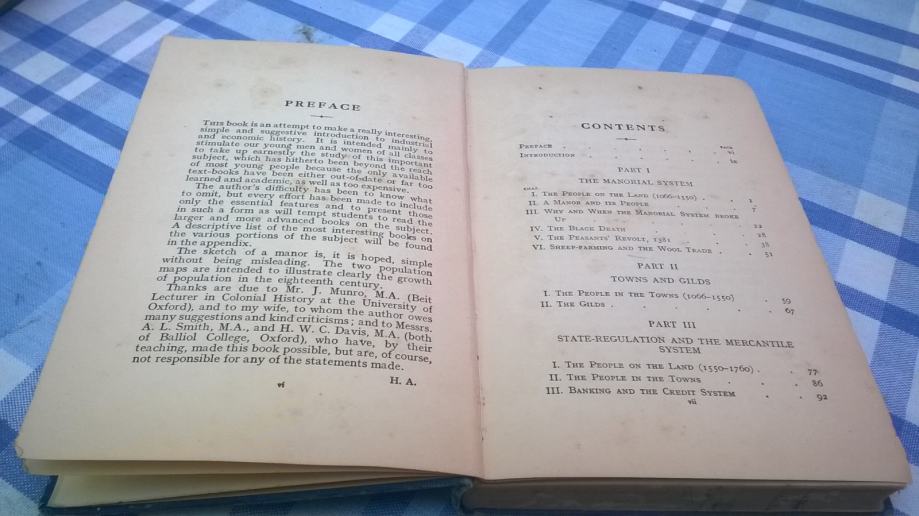 PREFACE
THIS book is an attempt to make a really interesting,
simple and suggestive introduction to industrial
and economic history. It is intended mainly to
stimulate our young men and women of all classes
to take up earnestly the study of this important
subject, which has hitherto been beyond the reach
of most young people because the only available
text-books have been either out-of-date or far too
learned and academic, as well as too expensive.
The author's difficulty has been to know what
to omit, but every effort has been made to include
only the essential features and to present those
in such a form as will tempt students to read the
larger and more advanced books on the subject.
A descriptive list of the most interesting books on
the various portions of the subject will be found
in the appendix.
The sketch of a manor is, it is hoped, simple
without being misleading. The two population
maps are intended to illustrate clearly the growth
of population in the eighteenth century.
Thanks are due to Mr. J. Munro, M.A. (Beit
Lecturer in Colonial History at the University of
Oxford), and to my wife, to whom the author owes
many suggestions and kind criticisms; and to Messrs.
A. L. Smith, M.A., and H. W. C. Davis, M.A. (both
of Balliol College, Oxford), who have, by their
teaching, made this book possible, but are, of course,
not responsible for any of the statements made.
H. A.
vi
CONTENTS
PAGE
PREFACE . . . . . . vi
INTRODUCTION . . . . . . ix
PART I
THE MANORIAL SYSTEM
CHAP.
I. THE PEOPLE ON THE LAND (1066-1550) . . 1
II. A MANOR AND ITS PEOPLE . . . 7
III. WHY AND WHEN THE MANORIAL SYSTEM BROKE
UP . . . . . . 22
IV. THE BLACK DEATH . . . . 28
V. THE PEASANTS' REVOLT, 1381 . . . 38
VI. SHEEP-FARMING AND THE WOOL TRADE . . 51
PART II
TOWNS AND GILDS
I. THE PEOPLE IN THE TOWNS (1066-1550) . 59
II. THE GILDS . . . . . . 67
PART III
STATE-REGULATION AND THE MERCANTILE
SYSTEM
I. THE PEOPLE ON THE LAND (1550-1760) . . 77
II. THE PEOPLE IN THE TOWNS . . . 86
III. BANKING AND THE CREDIT SYSTEM . . 92
vii